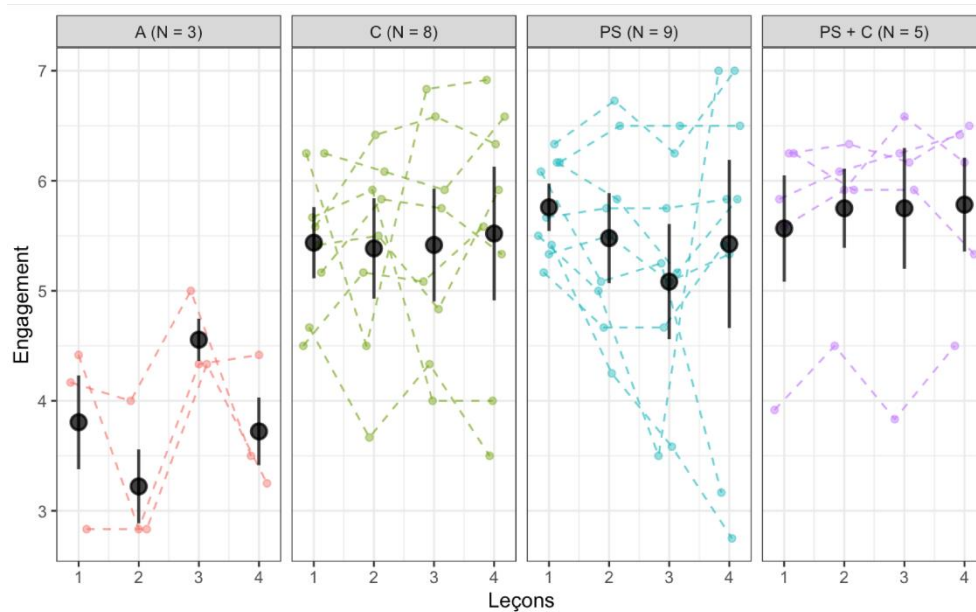 A (N = 3)
C (N = 8)
PS (N = 9)
PS + C (N = 5)
Engagement
7
6
5
4
3
1 2 3 4
1 2 3 4
1 2 3 4
1 2 3 4
Leçons